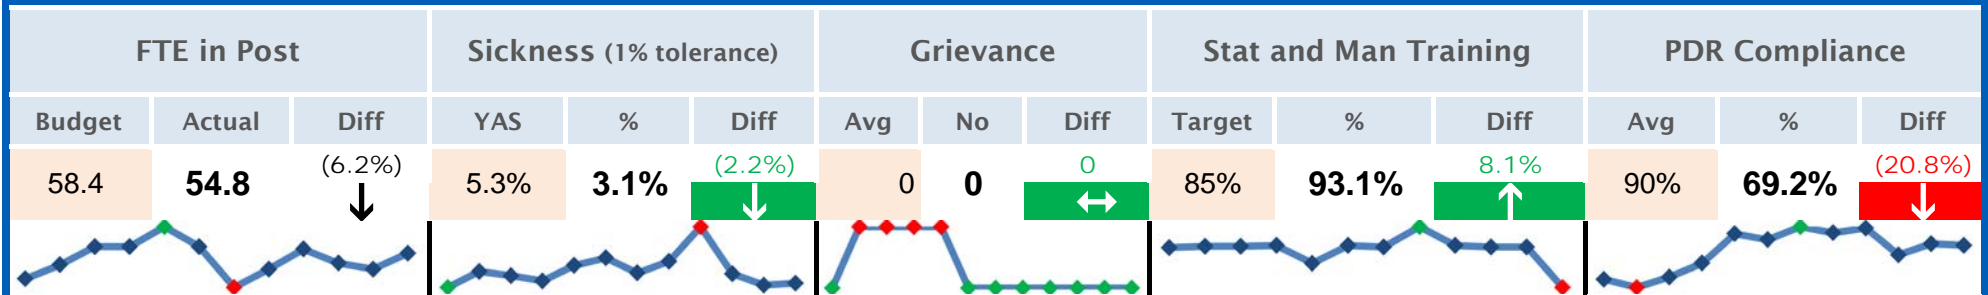 FTE in Post Sickness (1% tolerance) Grievance Stat and Man Training PDR Compliance
Budget Actual Diff YAS % Diff Avg No Diff Target % Diff Avg % Diff
58.4 54.8 (6.2%) 5.3% 3.1% (2.2%) 0 0 0 85% 93.1% 8.1% 90% 69.2% (20.8%)